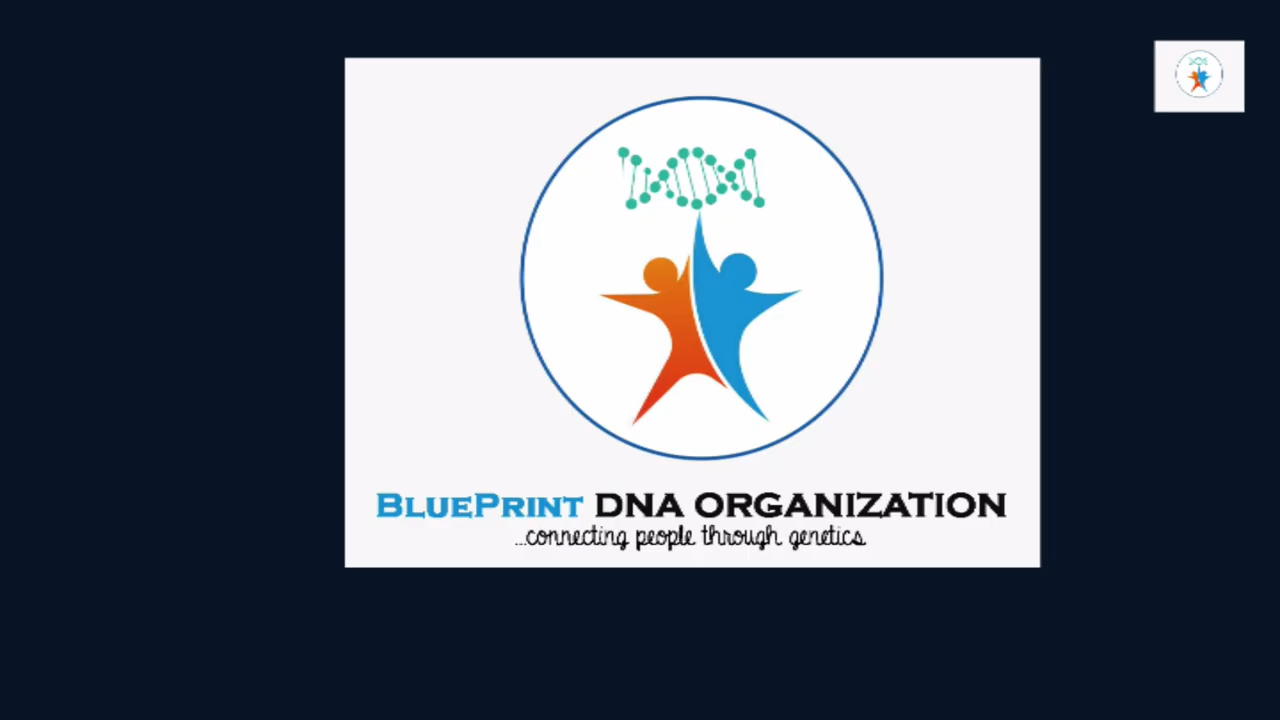 BluePrint DNA ORGANIZATION
...connecting people through genetics